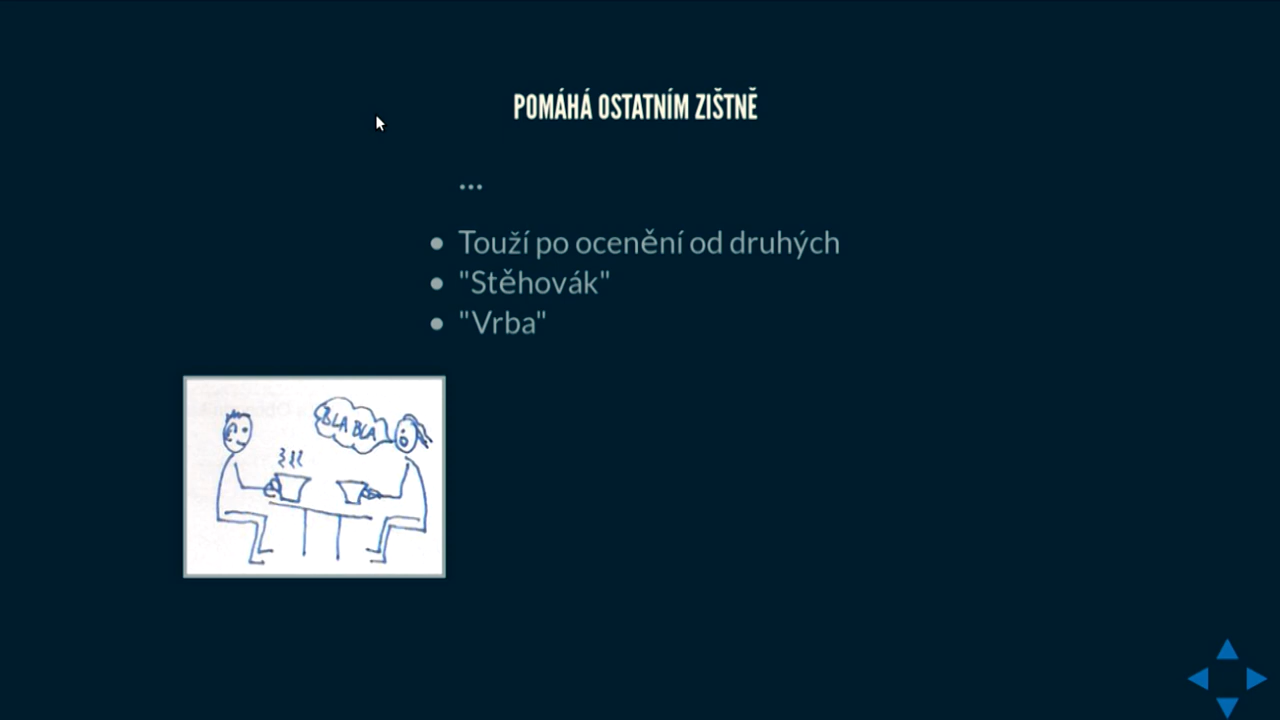 POMÁHÁ OSTATNÍM ZIŠTNĚ
...
Touží po ocenění od druhých
"Stěhovák"
"Vrba"
BLA BLA